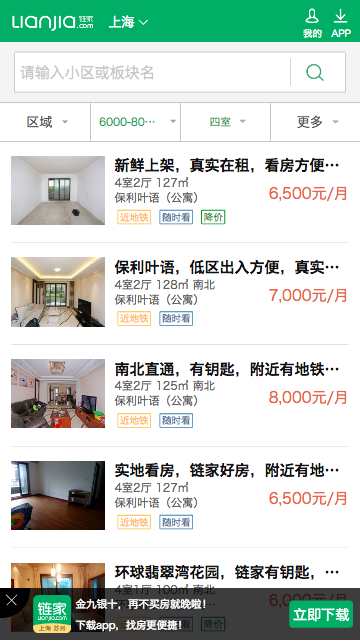 LIANJIA.com 链家 上海
我的 APP
请输入小区或板块名
区域 6000-80··· 四室 更多
新鲜上架，真实在租，看房方便···
4室2厅 127㎡
6,500元/月
保利叶语（公寓）
近地铁 随时看 降价
保利叶语，低区出入方便，真实···
4室2厅 128㎡ 南北
7,000元/月
保利叶语（公寓）
近地铁 随时看
南北直通，有钥匙，附近有地铁···
4室2厅 125㎡ 南北
8,000元/月
保利叶语（公寓）
近地铁 随时看
实地看房，链家好房，附近有地···
4室2厅 127㎡
6,500元/月
保利叶语（公寓）
近地铁 随时看
环球翡翠湾花园，链家有钥匙，···
4室1厅 100㎡ 南北
链家 LIANJIA.com 上海 苏州
金九银十，再不买房就晚啦！
下载app，找房更便捷！
立即下载